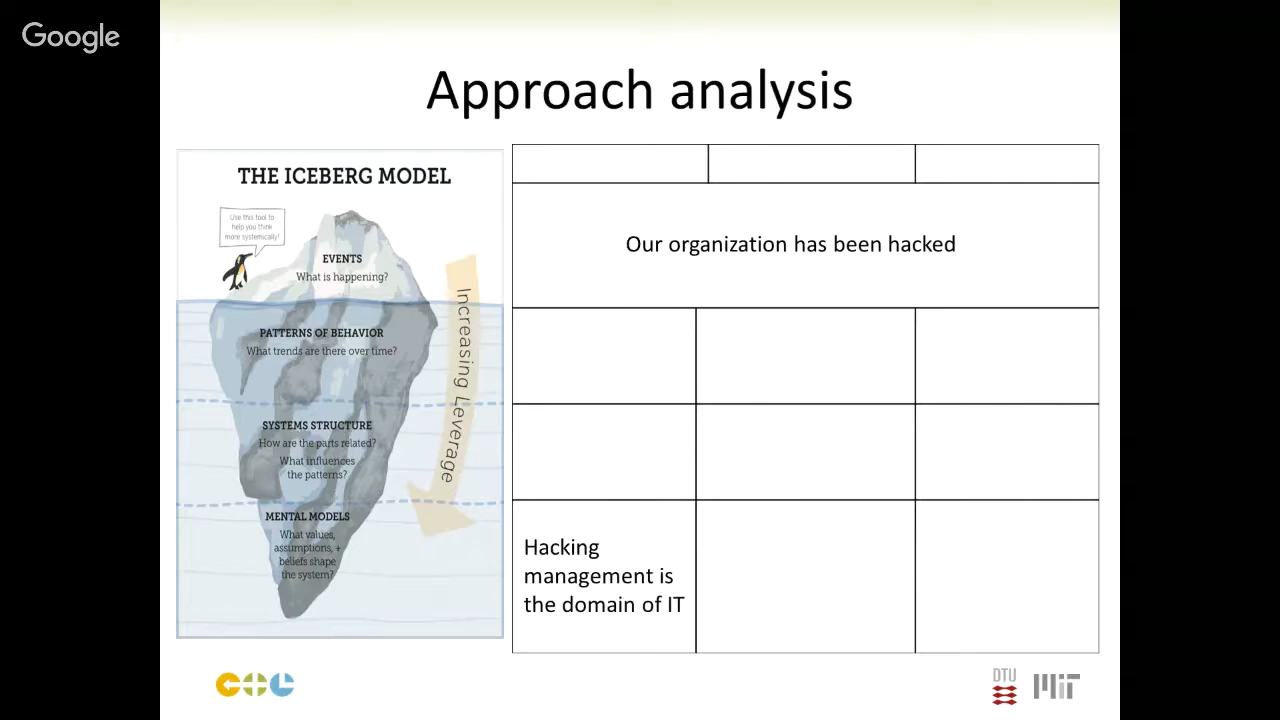 Google
Approach analysis
THE ICEBERG MODEL
Use this tool to
help you think
more systemically!
EVENTS
What is happening?
PATTERNS OF BEHAVIOR
What trends are there over time?
SYSTEMS STRUCTURE
How are the parts related?
What influences
the patterns?
MENTAL MODELS
What values,
assumptions, +
beliefs shape
the system?
Increasing Leverage
Our organization has been hacked
Hacking
management is
the domain of IT
DTU
MIT